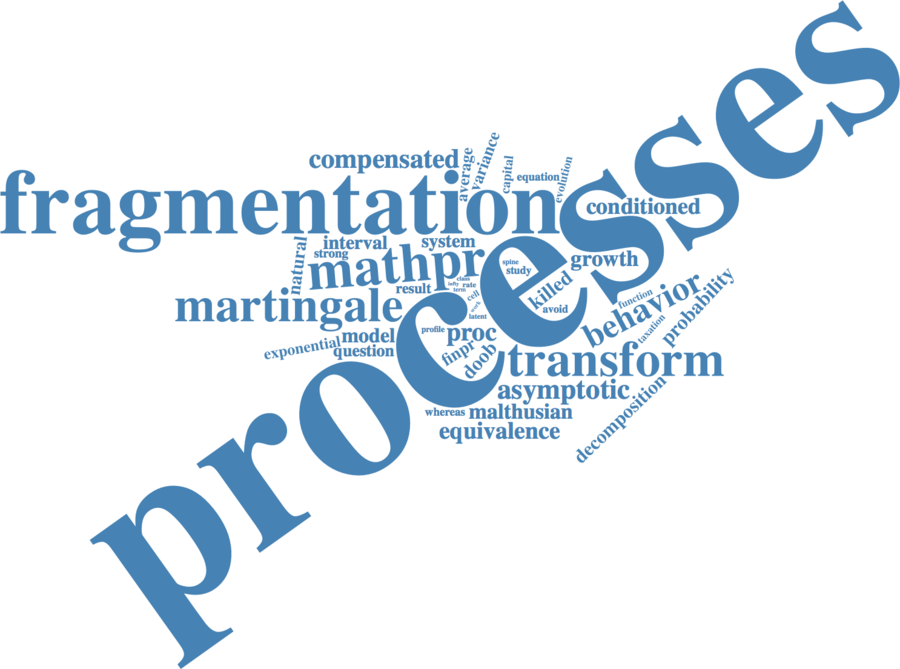 processes
compensated
average
variance
capital
equation
evolution
fragmentation
conditioned
natural
interval
strong
system
mathpr
result
class
infty
rate
term
cell
work
latent
spine
study
growth
killed
avoid
martingale
model
exponential
question
profile
proc
finpr
doob
behavior
function
taxation
probability
transform
asymptotic
whereas
malthusian
equivalence
decomposition